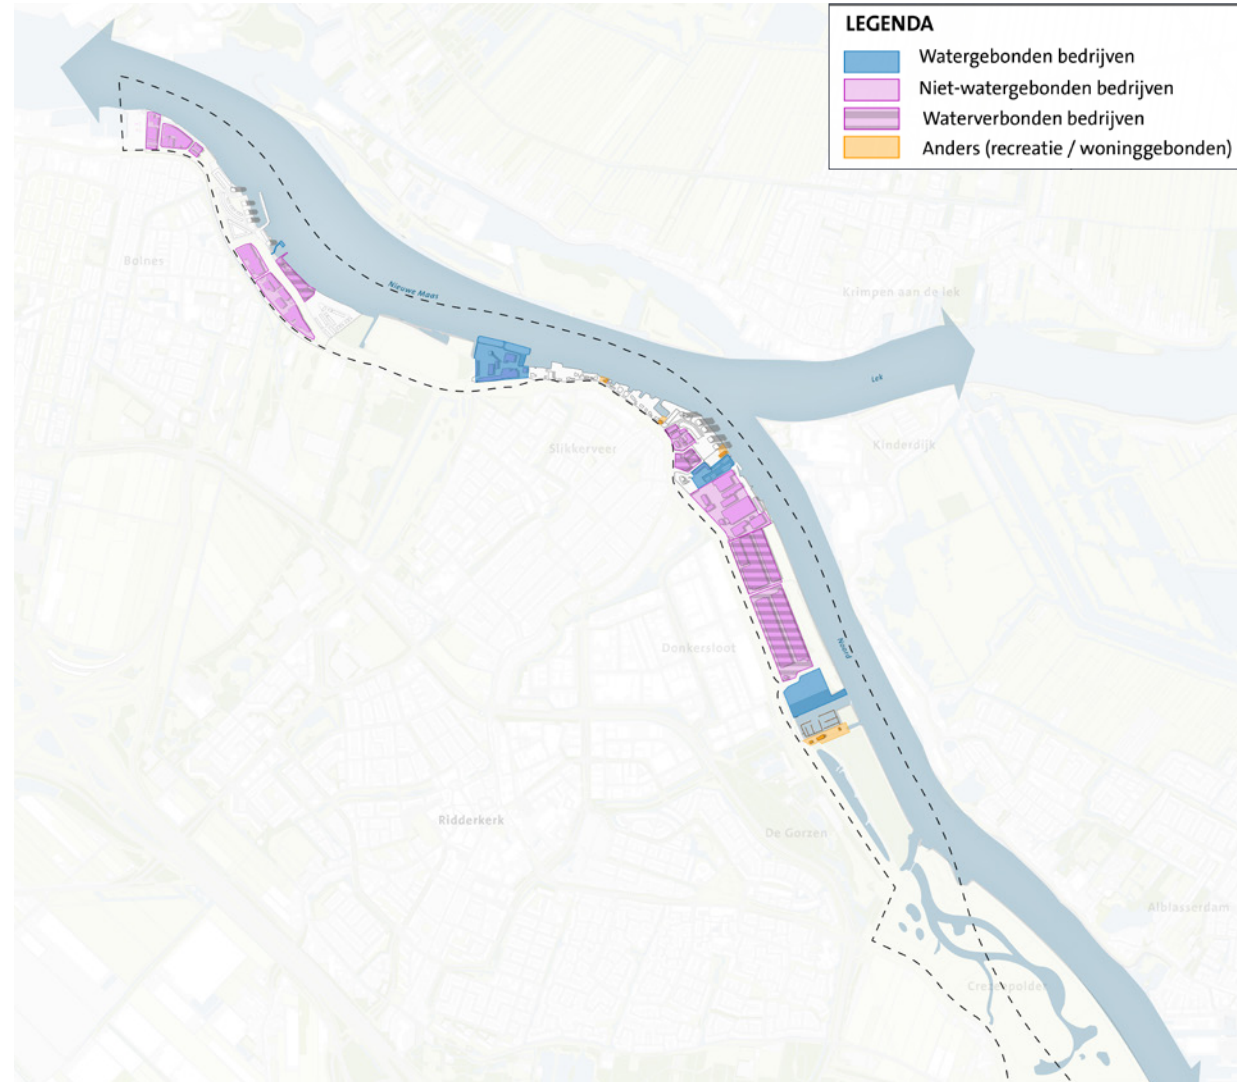 LEGENDA
Watergebonden bedrijven
Niet-watergebonden bedrijven
Waterverbonden bedrijven
Anders (recreatie / woninggebonden)
Bolnes
Nieuwe Maas
Krimpen aan de lek
Lek
Slikkerveer
Kinderdijk
Donkersloot
Noord
Ridderkerk
De Gorzen
Alblasserdam
Crezéepolder